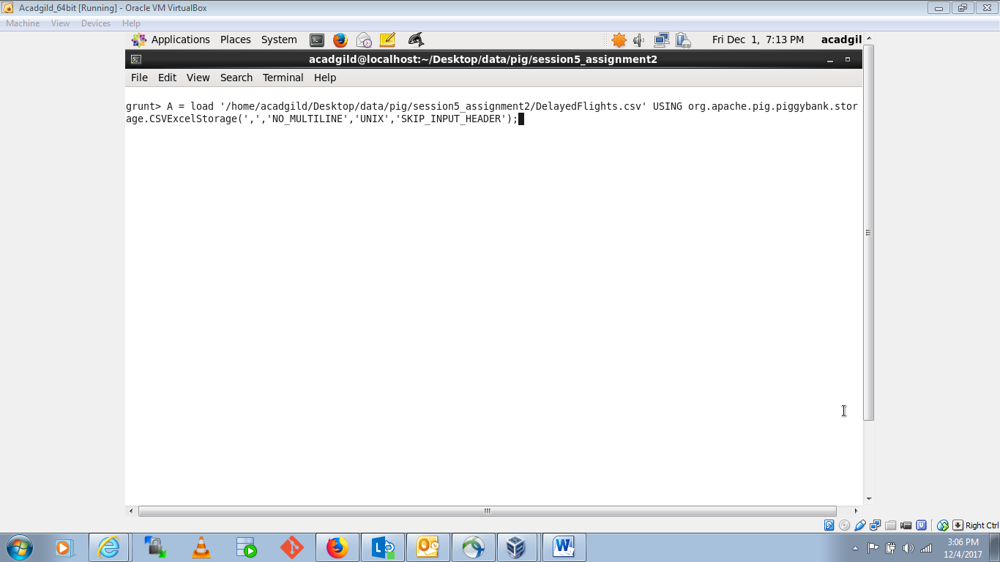 Acadgild_64bit [Running] - Oracle VM VirtualBox
Machine View Devices Help
Applications Places System Fri Dec 1, 7:13 PM acadgil
acadgild@localhost:~/Desktop/data/pig/session5_assignment2
File Edit View Search Terminal Help
grunt> A = load '/home/acadgild/Desktop/data/pig/session5_assignment2/DelayedFlights.csv' USING org.apache.pig.piggybank.stor
age.CSVExcelStorage(',','NO_MULTILINE','UNIX','SKIP_INPUT_HEADER');
Right Ctrl
3:06 PM
12/4/2017